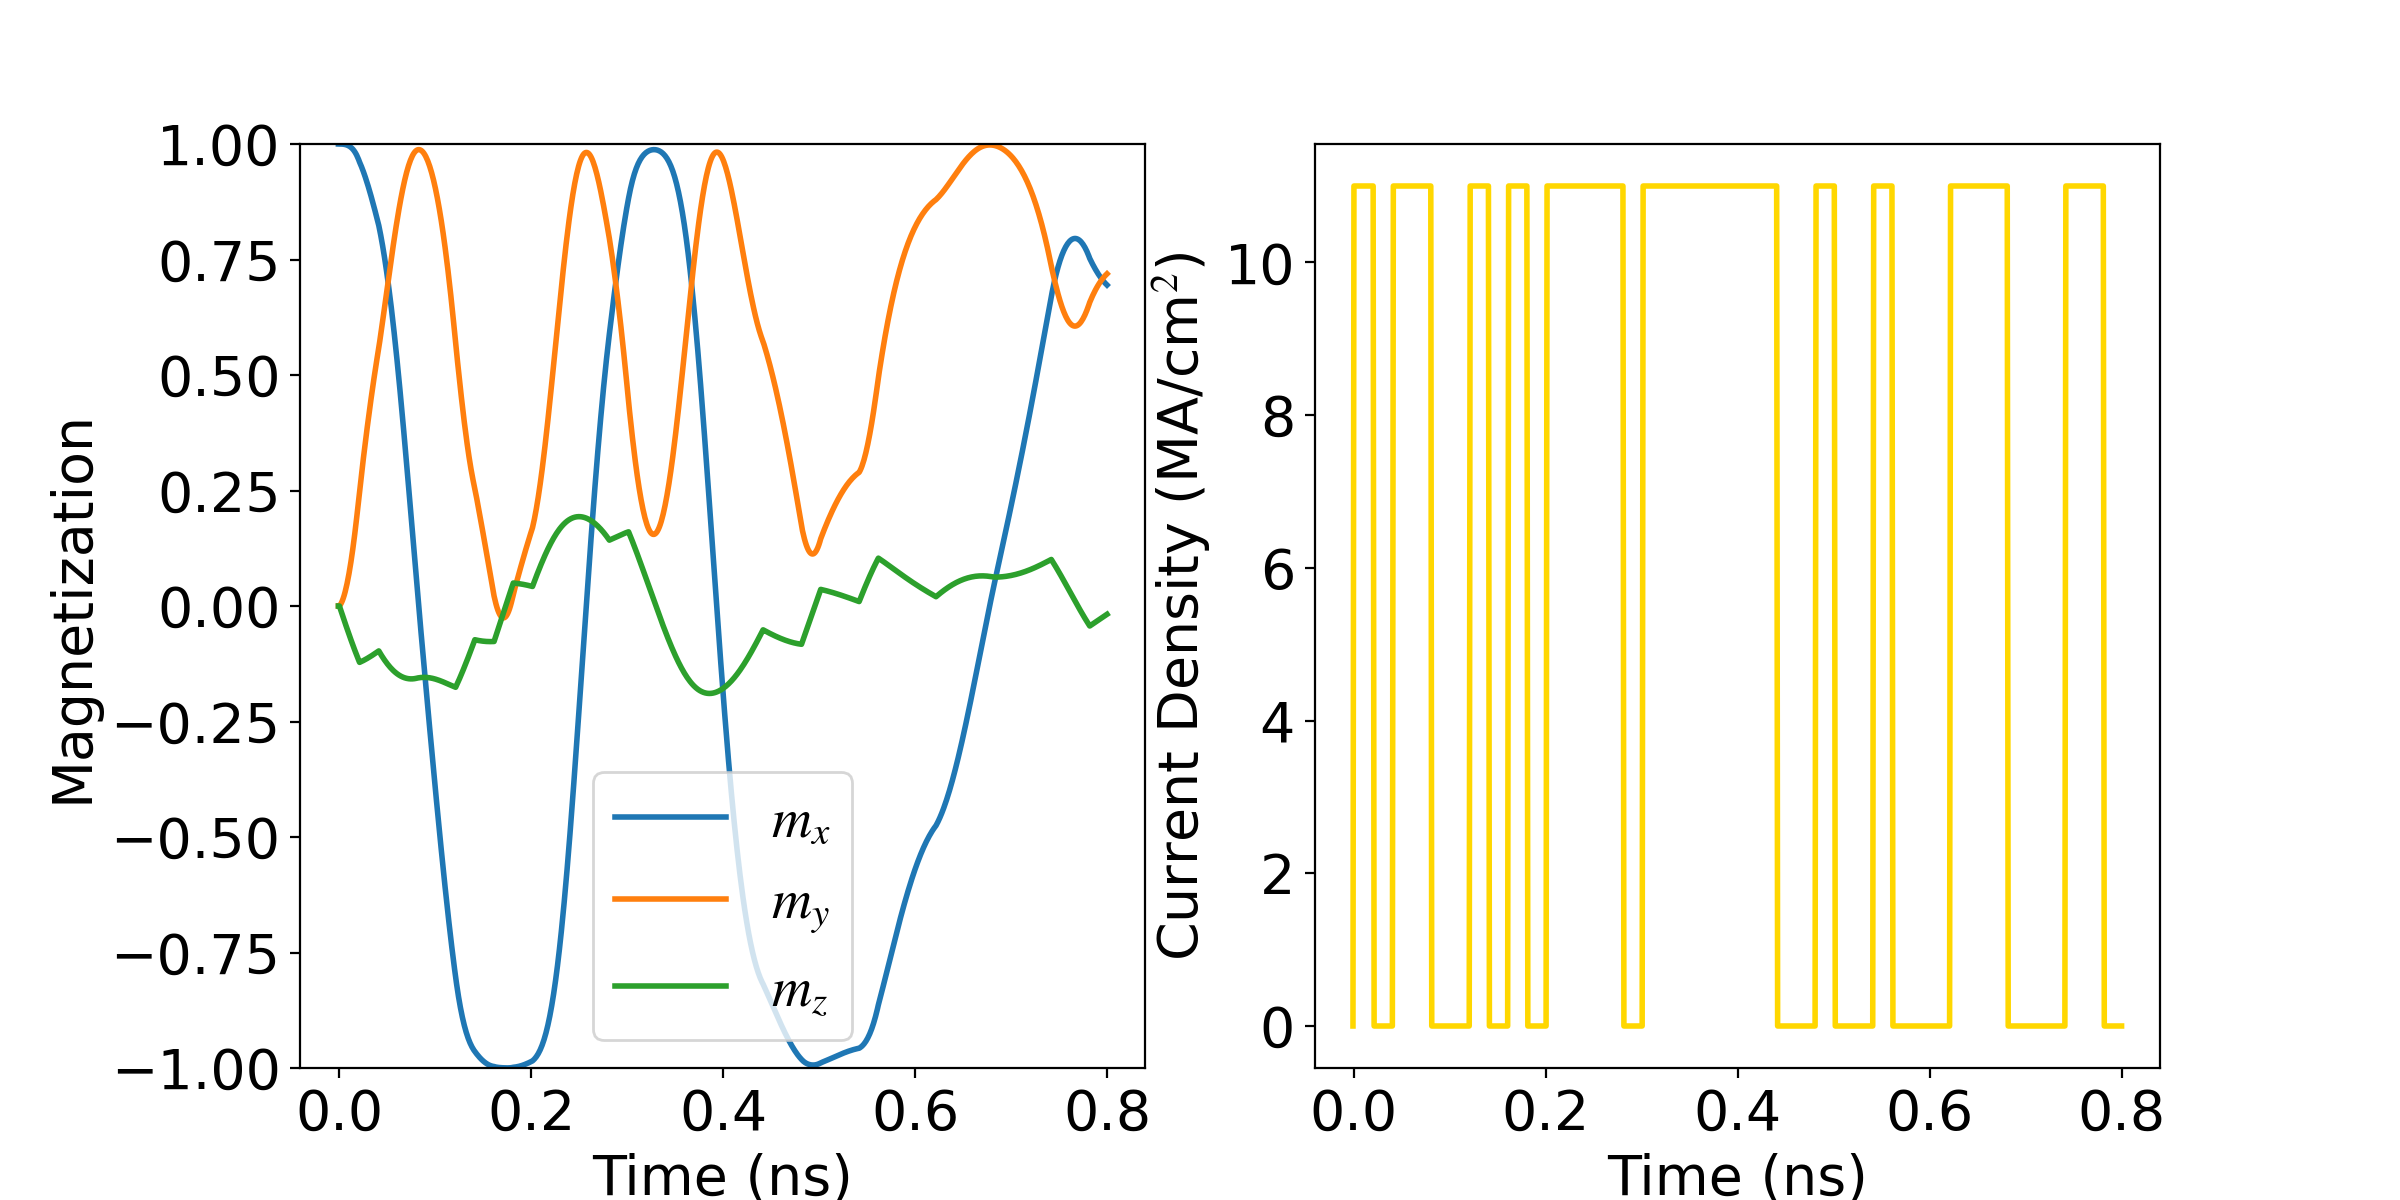 Magnetization
1.00
0.75
0.50
0.25
0.00
−0.25
−0.50
−0.75
−1.00
0.0 0.2 0.4 0.6 0.8
Time (ns)
m_x
m_y
m_z
Current Density (MA/cm²)
10
8
6
4
2
0
0.0 0.2 0.4 0.6 0.8
Time (ns)